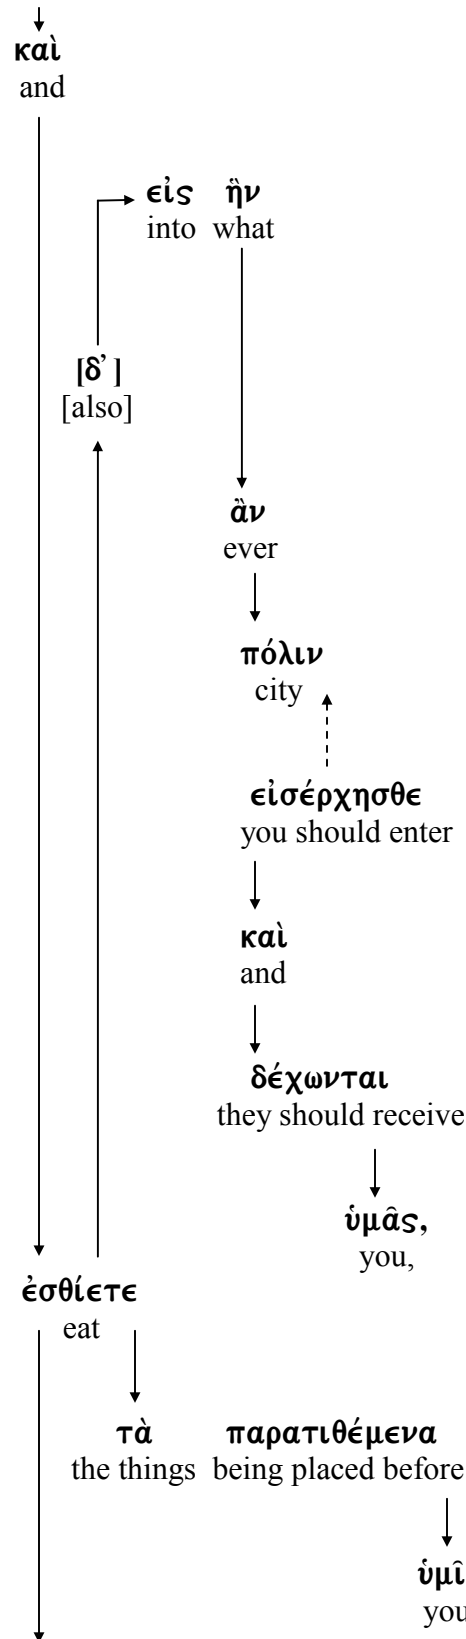 καὶ
and
εἰς ἣν
into what
[δ’]
[also]
ἂν
ever
πόλιν
city
εἰσέρχησθε
you should enter
καὶ
and
δέχωνται
they should receive
ὑμᾶς,
you,
ἐσθίετε
eat
τὰ παρατιθέμενα
the things being placed before
ὑμῖ
you